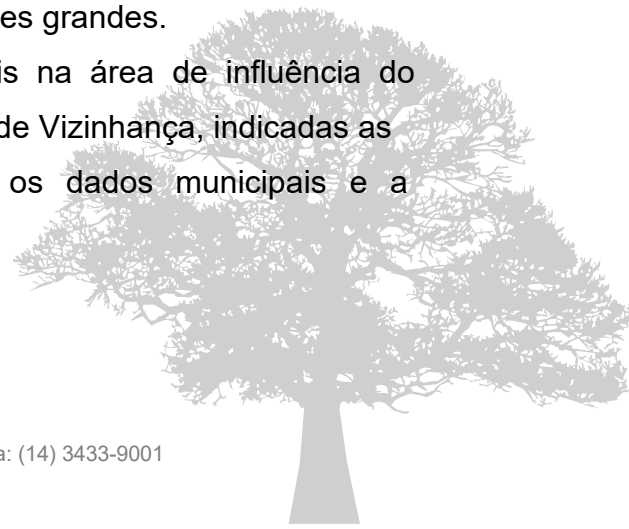 es grandes.
is na área de influência do
de Vizinhança, indicadas as
os dados municipais e a
a: (14) 3433-9001